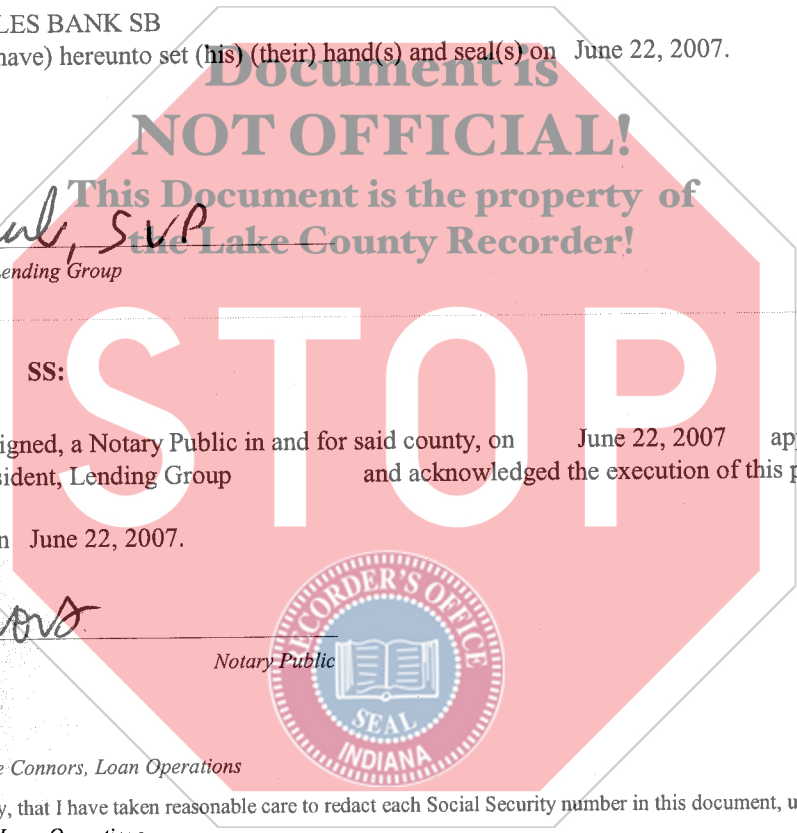 LES BANK SB
have) hereunto set (his) (their) hand(s) and seal(s) on June 22, 2007.
Document is
NOT OFFICIAL!
This Document is the property of
the Lake County Recorder!
, SVP
ending Group
STOP
SS:
igned, a Notary Public in and for said county, on June 22, 2007 ap
sident, Lending Group and acknowledged the execution of this p
n June 22, 2007.
Notary Public
RECORDER'S OFFICE
SEAL
INDIANA
e Connors, Loan Operations
y, that I have taken reasonable care to redact each Social Security number in this document, u